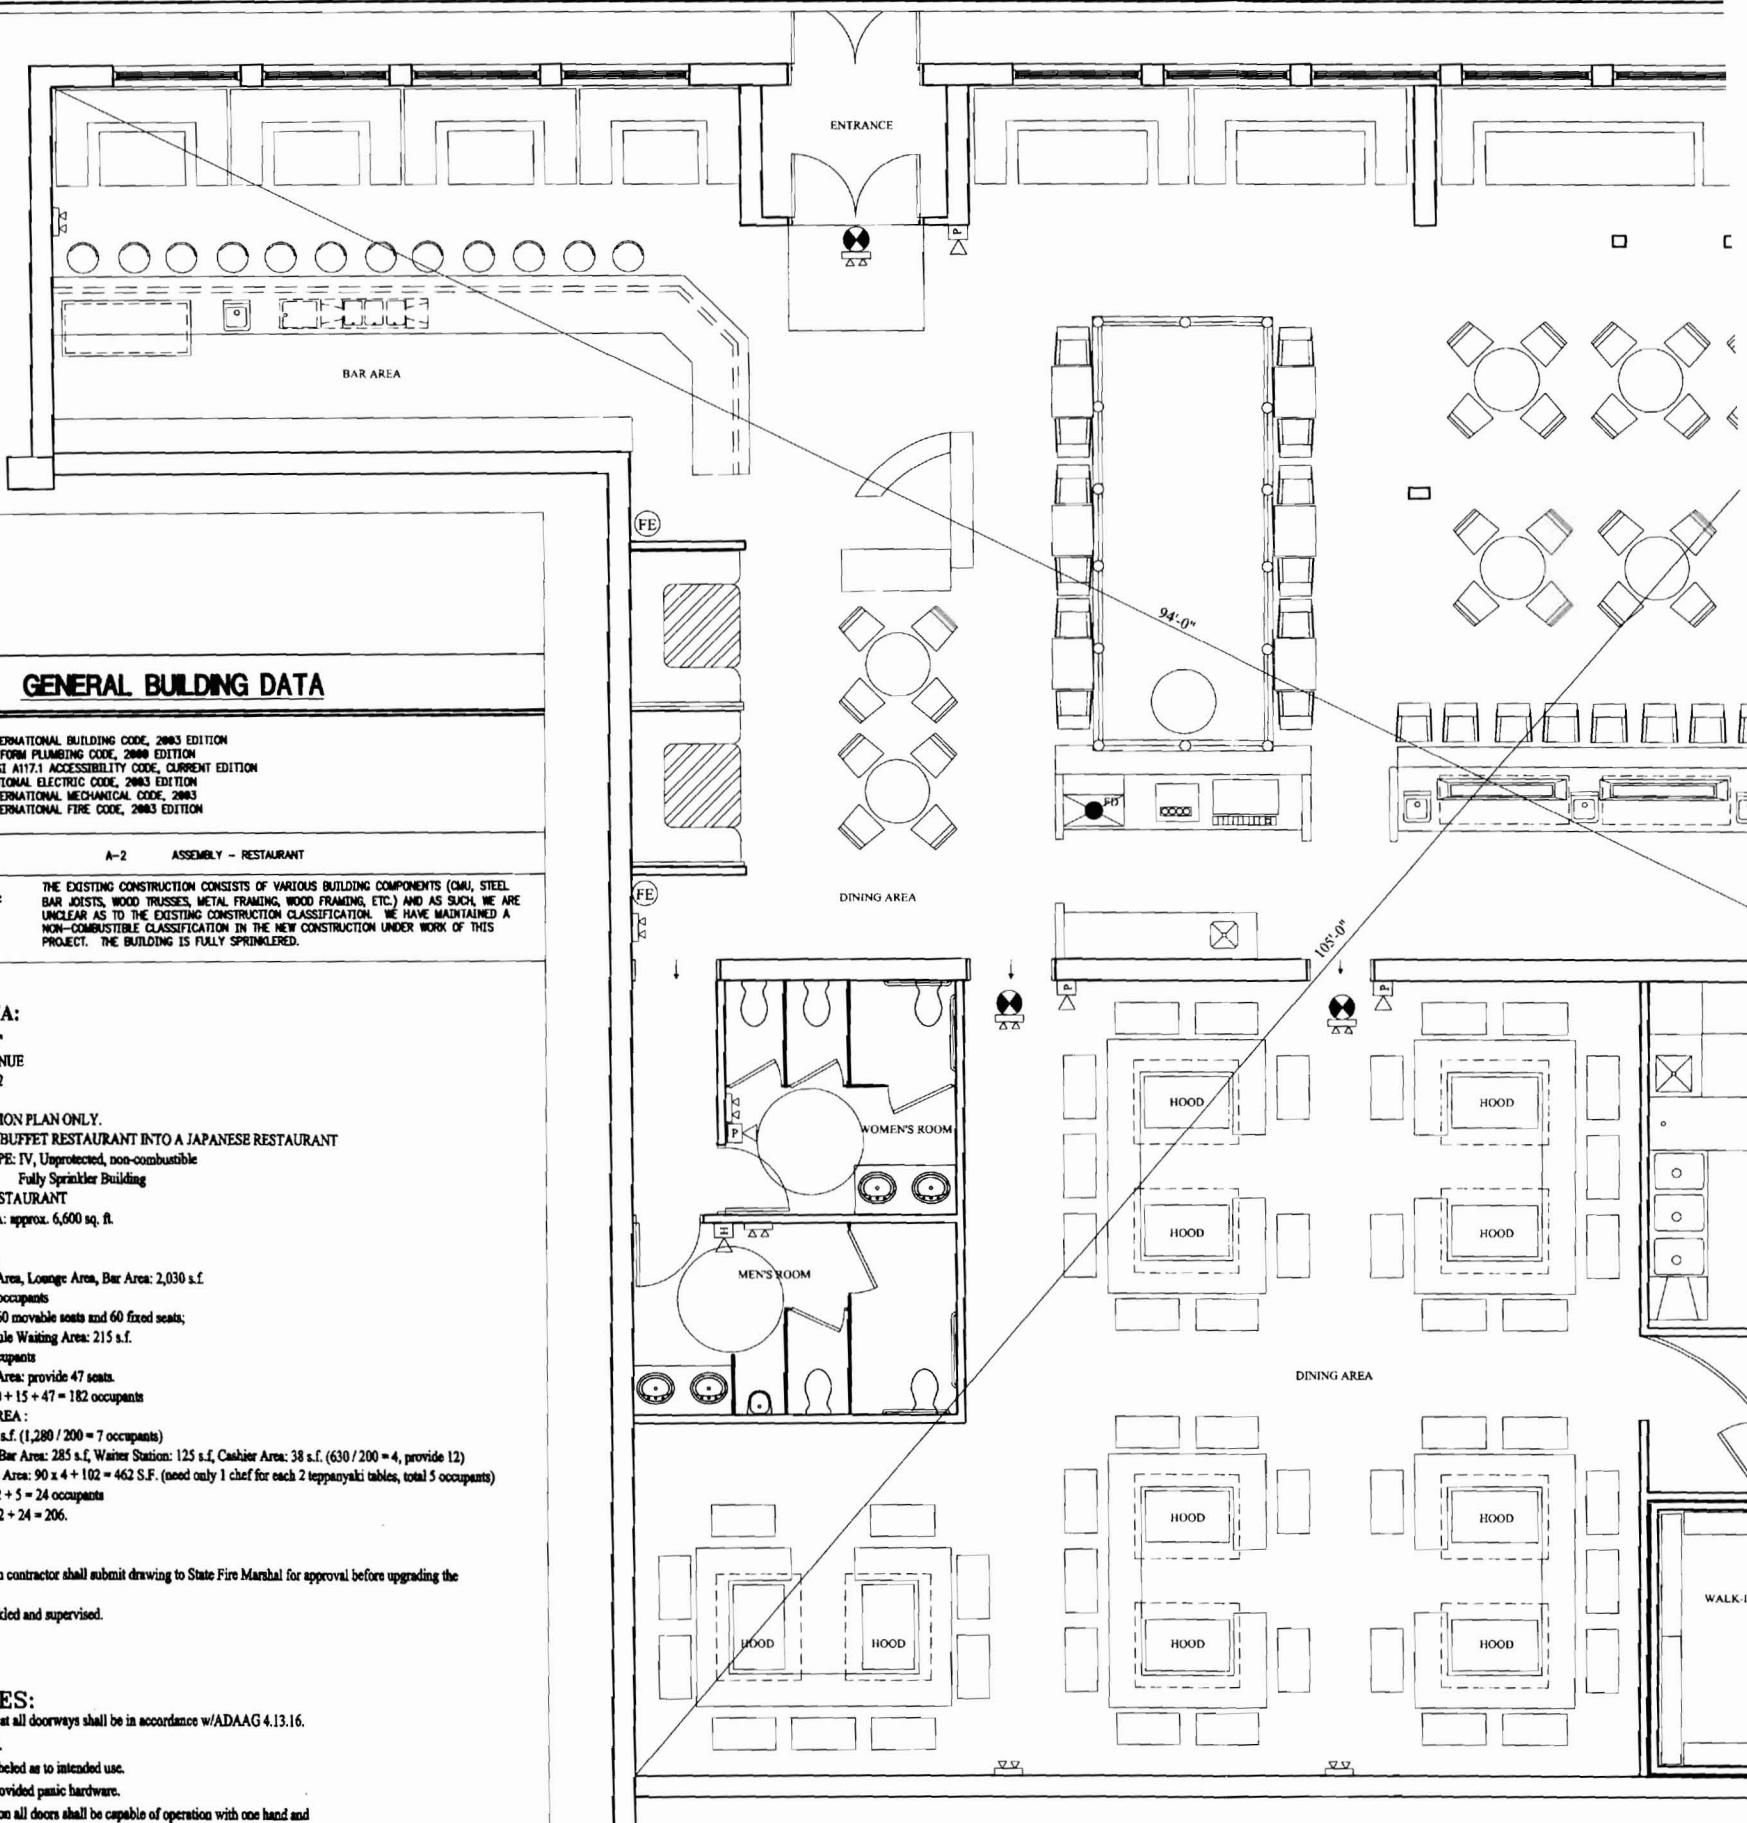 ENTRANCE
BAR AREA
FE
94'-0"
GENERAL BUILDING DATA
ERNATIONAL BUILDING CODE, 2003 EDITION
FORM PLUMBING CODE, 2000 EDITION
SI A117.1 ACCESSIBILITY CODE, CURRENT EDITION
TIONAL ELECTRIC CODE, 2003 EDITION
ERNATIONAL MECHANICAL CODE, 2003
ERNATIONAL FIRE CODE, 2003 EDITION
A-2 ASSEMBLY - RESTAURANT
THE EXISTING CONSTRUCTION CONSISTS OF VARIOUS BUILDING COMPONENTS (CMU, STEEL
BAR JOISTS, WOOD TRUSSES, METAL FRAMING, WOOD FRAMING, ETC.) AND AS SUCH, WE ARE
UNCLEAR AS TO THE EXISTING CONSTRUCTION CLASSIFICATION. WE HAVE MAINTAINED A
NON-COMBUSTIBLE CLASSIFICATION IN THE NEW CONSTRUCTION UNDER WORK OF THIS
PROJECT. THE BUILDING IS FULLY SPRINKLERED.
FD
FE
DINING AREA
105'-0"
P
P
P
A:
NUE
2
ION PLAN ONLY.
BUFFET RESTAURANT INTO A JAPANESE RESTAURANT
PE: IV, Unprotected, non-combustible
Fully Sprinkler Building
STAURANT
A: approx. 6,600 sq. ft.
Area, Lounge Area, Bar Area: 2,030 s.f.
occupants
60 movable seats and 60 fixed seats;
ule Waiting Area: 215 s.f.
cupants
Area: provide 47 seats.
+ 15 + 47 = 182 occupants
REA :
s.f. (1,280 / 200 = 7 occupants)
Bar Area: 285 s.f, Waiter Station: 125 s.f, Cashier Area: 38 s.f. (630 / 200 = 4, provide 12)
Area: 90 x 4 + 102 = 462 S.F. (need only 1 chef for each 2 teppanyaki tables, total 5 occupants)
+ 5 = 24 occupants
2 + 24 = 206.
contractor shall submit drawing to State Fire Marshal for approval before upgrading the
kled and supervised.
ES:
at all doorways shall be in accordance w/ADAAG 4.13.16.
beled as to intended use.
ovided panic hardware.
on all doors shall be capable of operation with one hand and
WOMEN'S ROOM
P
H
MEN'S ROOM
HOOD
HOOD
HOOD
HOOD
DINING AREA
HOOD
HOOD
HOOD
HOOD
HOOD
HOOD
WALK-I